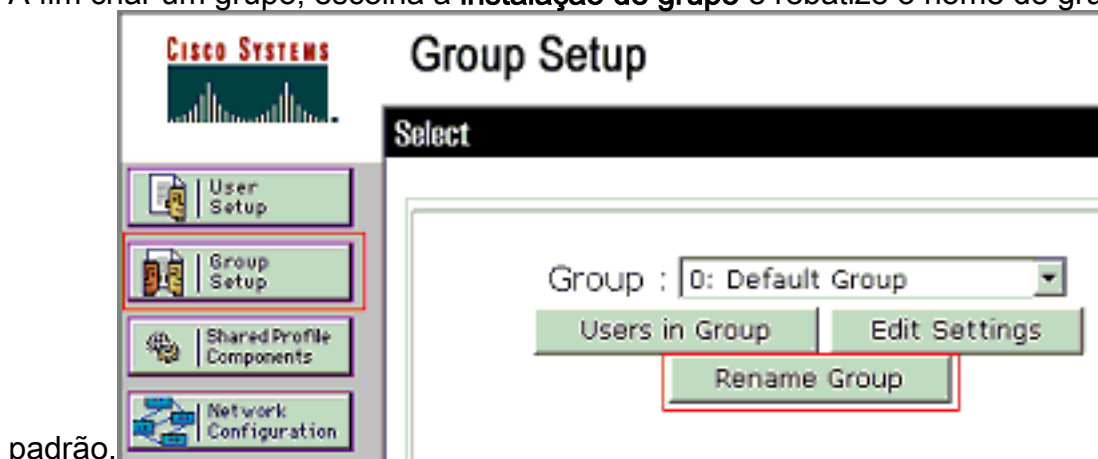 A fim criar um grupo, escolha a instalação do grupo e rebatize o nome do gru
CISCO SYSTEMS
Group Setup
Select
User
Setup
Group
Setup
Group : 0: Default Group
Users in Group Edit Settings
Rename Group
Shared Profile
Components
Network
Configuration
padrão.